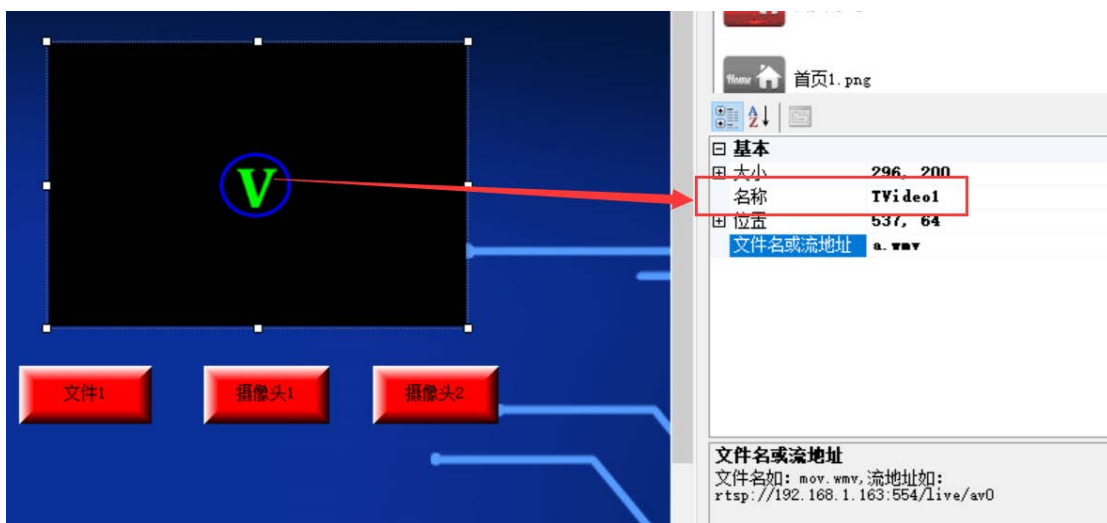 V
文件1
摄像头1
摄像头2
Home
首页1.png
A
Z
基本
大小 296, 200
名称 TVideo1
位置 537, 64
文件名或流地址 a.wmv
文件名或流地址
文件名如: mov.wmv,流地址如:
rtsp://192.168.1.163:554/live/av0